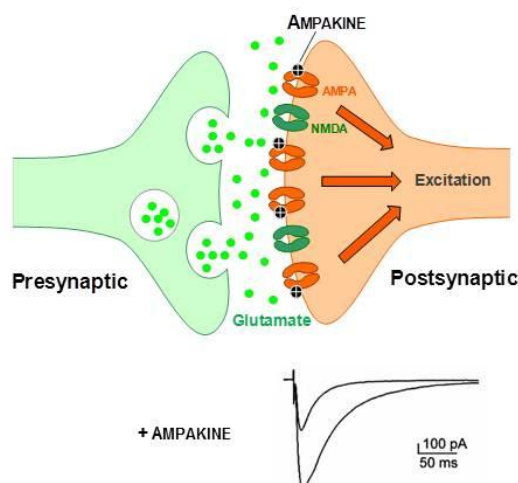 AMPAKINE
AMPA
NMDA
Excitation
Presynaptic
Postsynaptic
Glutamate
+ AMPAKINE
100 pA
50 ms